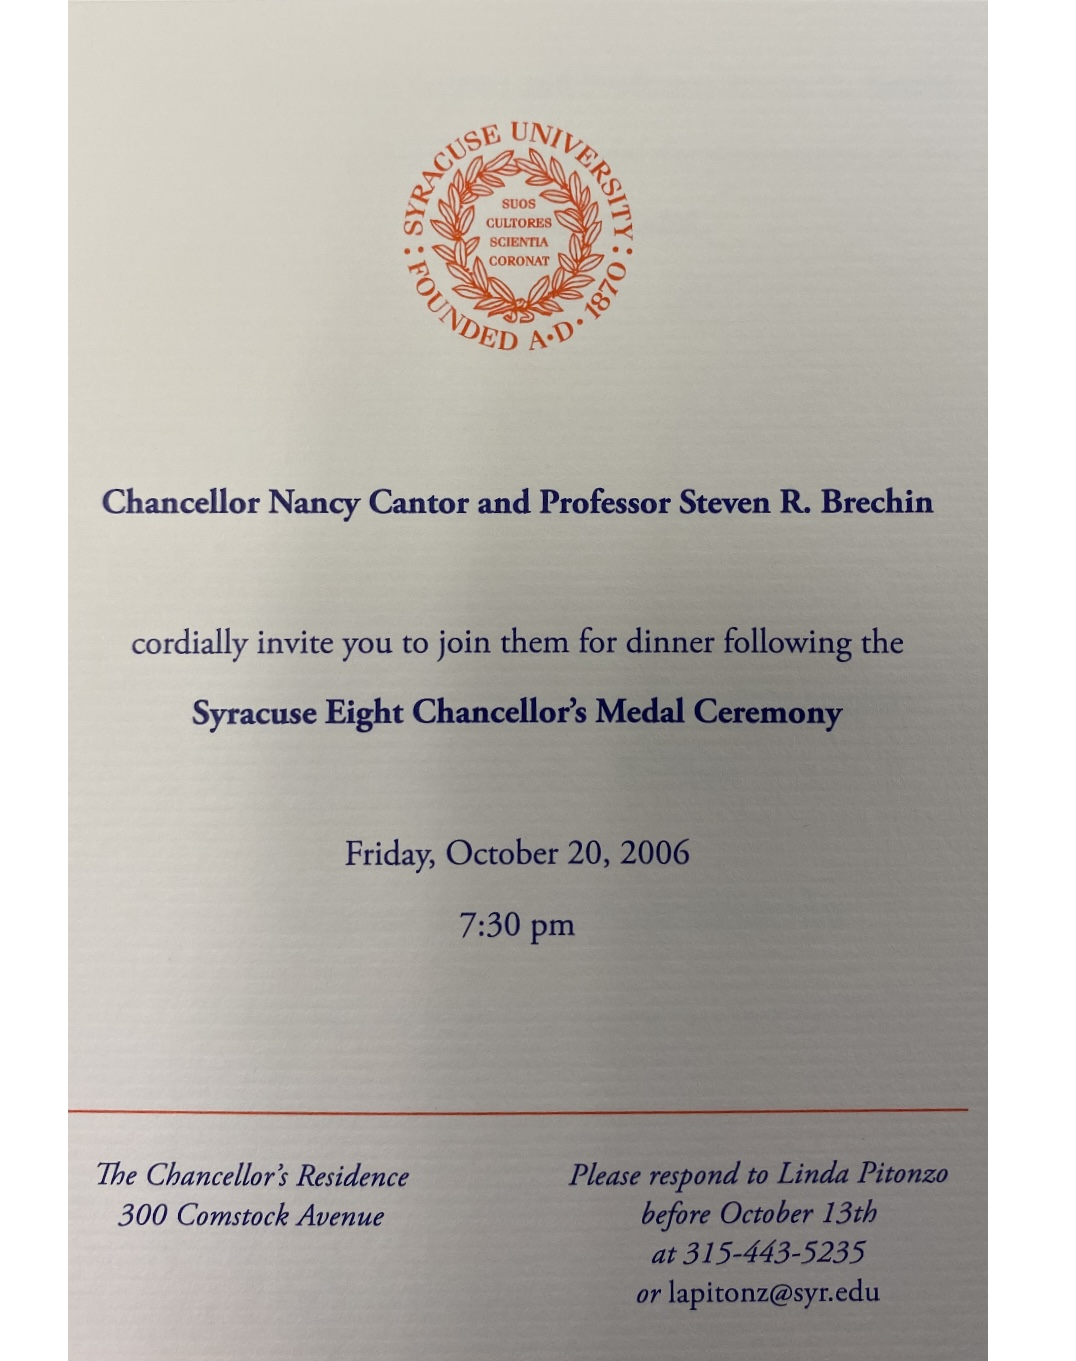 SYRACUSE UNIVERSITY
FOUNDED A·D· 1870
SUOS
CULTORES
SCIENTIA
CORONAT
Chancellor Nancy Cantor and Professor Steven R. Brechin
cordially invite you to join them for dinner following the
Syracuse Eight Chancellor's Medal Ceremony
Friday, October 20, 2006
7:30 pm
The Chancellor's Residence
300 Comstock Avenue
Please respond to Linda Pitonzo
before October 13th
at 315-443-5235
or lapitonz@syr.edu